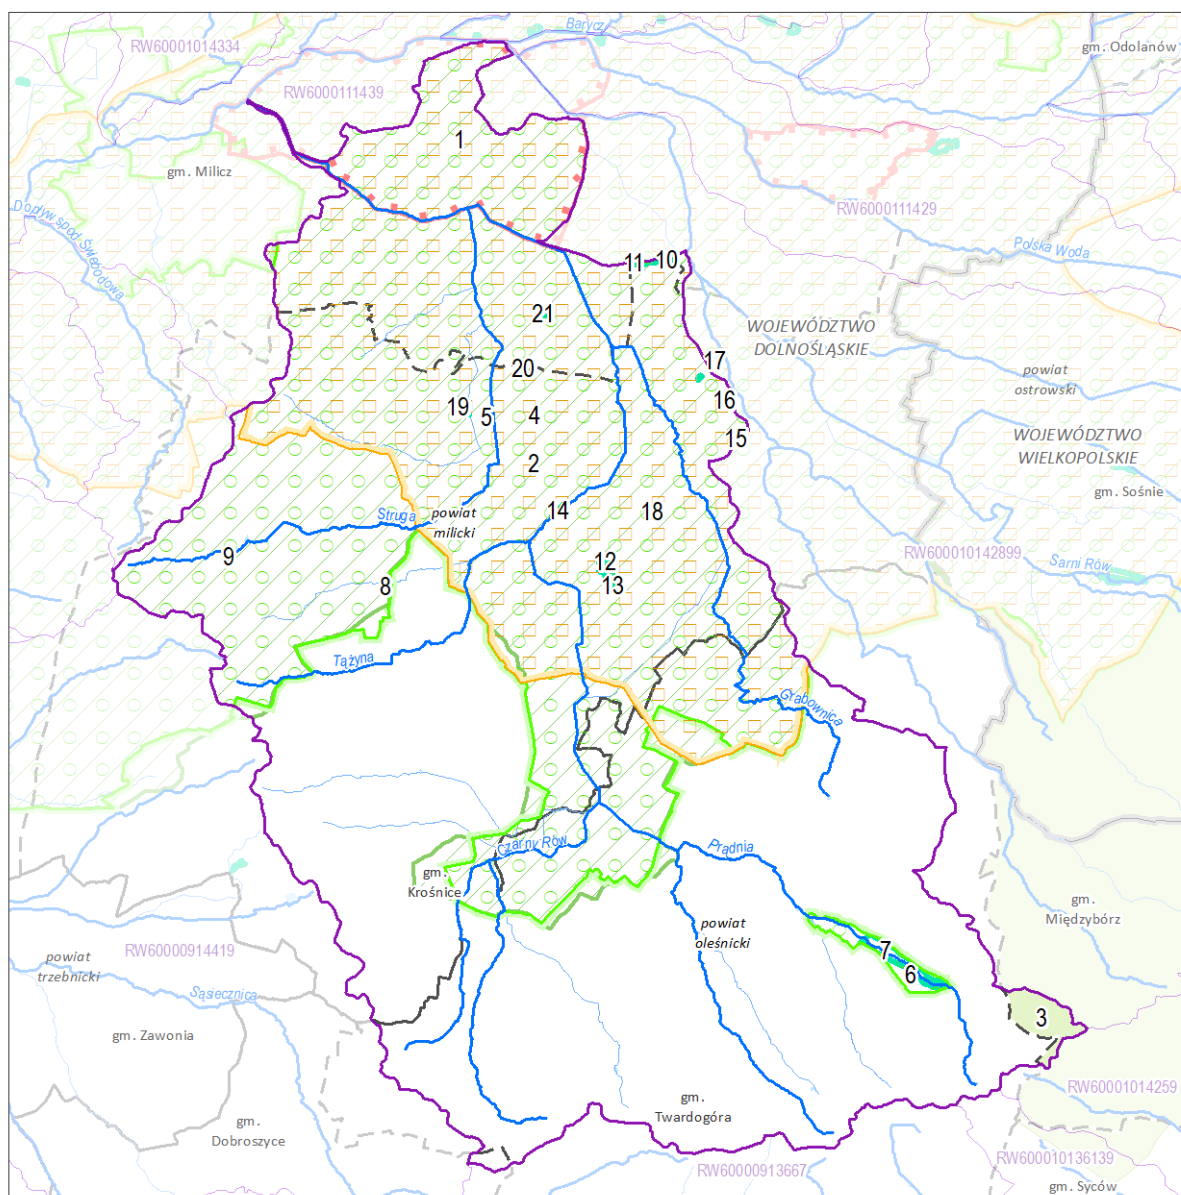 Barycz
RW60001014334
gm. Odolanów
RW6000111439
1
gm. Milicz
Dopływ spod Świebodowa
RW6000111429
Polska Woda
11
10
21
WOJEWÓDZTWO
DOLNOŚLĄSKIE
17
20
powiat
ostrowski
19
5
4
16
15
WOJEWÓDZTWO
WIELKOPOLSKIE
2
gm. Sośnie
Struga
powiat
milicki
14
18
9
8
12
13
RW600010142899
Sarni Rów
Tążyna
Grabownica
Czarny Rów
Prądnia
gm.
Krośnice
gm.
Międzybórz
powiat
oleśnicki
RW60000914419
powiat
trzebnicki
7
6
Sąsiecznica
3
gm. Zawonia
RW60001014259
gm.
Twardogóra
gm.
Dobroszyce
RW60000913667
RW600010136139
gm. Syców